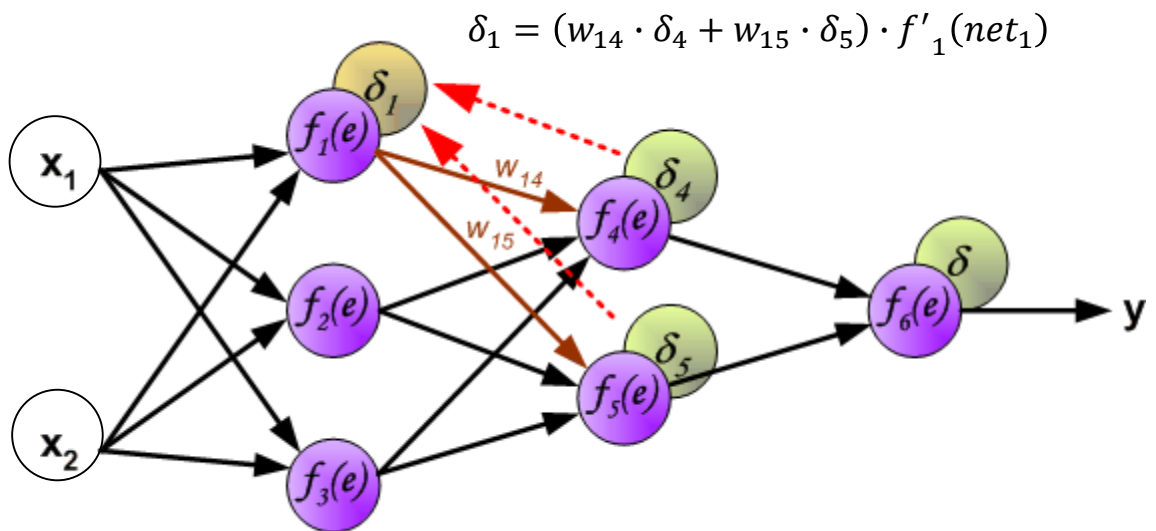 δ₁ = (w₁₄ · δ₄ + w₁₅ · δ₅) · f′₁(net₁)
δ₁
f₁(e)
x₁
w₁₄
δ₄
f₄(e)
w₁₅
δ
f₂(e)
f₆(e)
y
δ₅
f₅(e)
x₂
f₃(e)